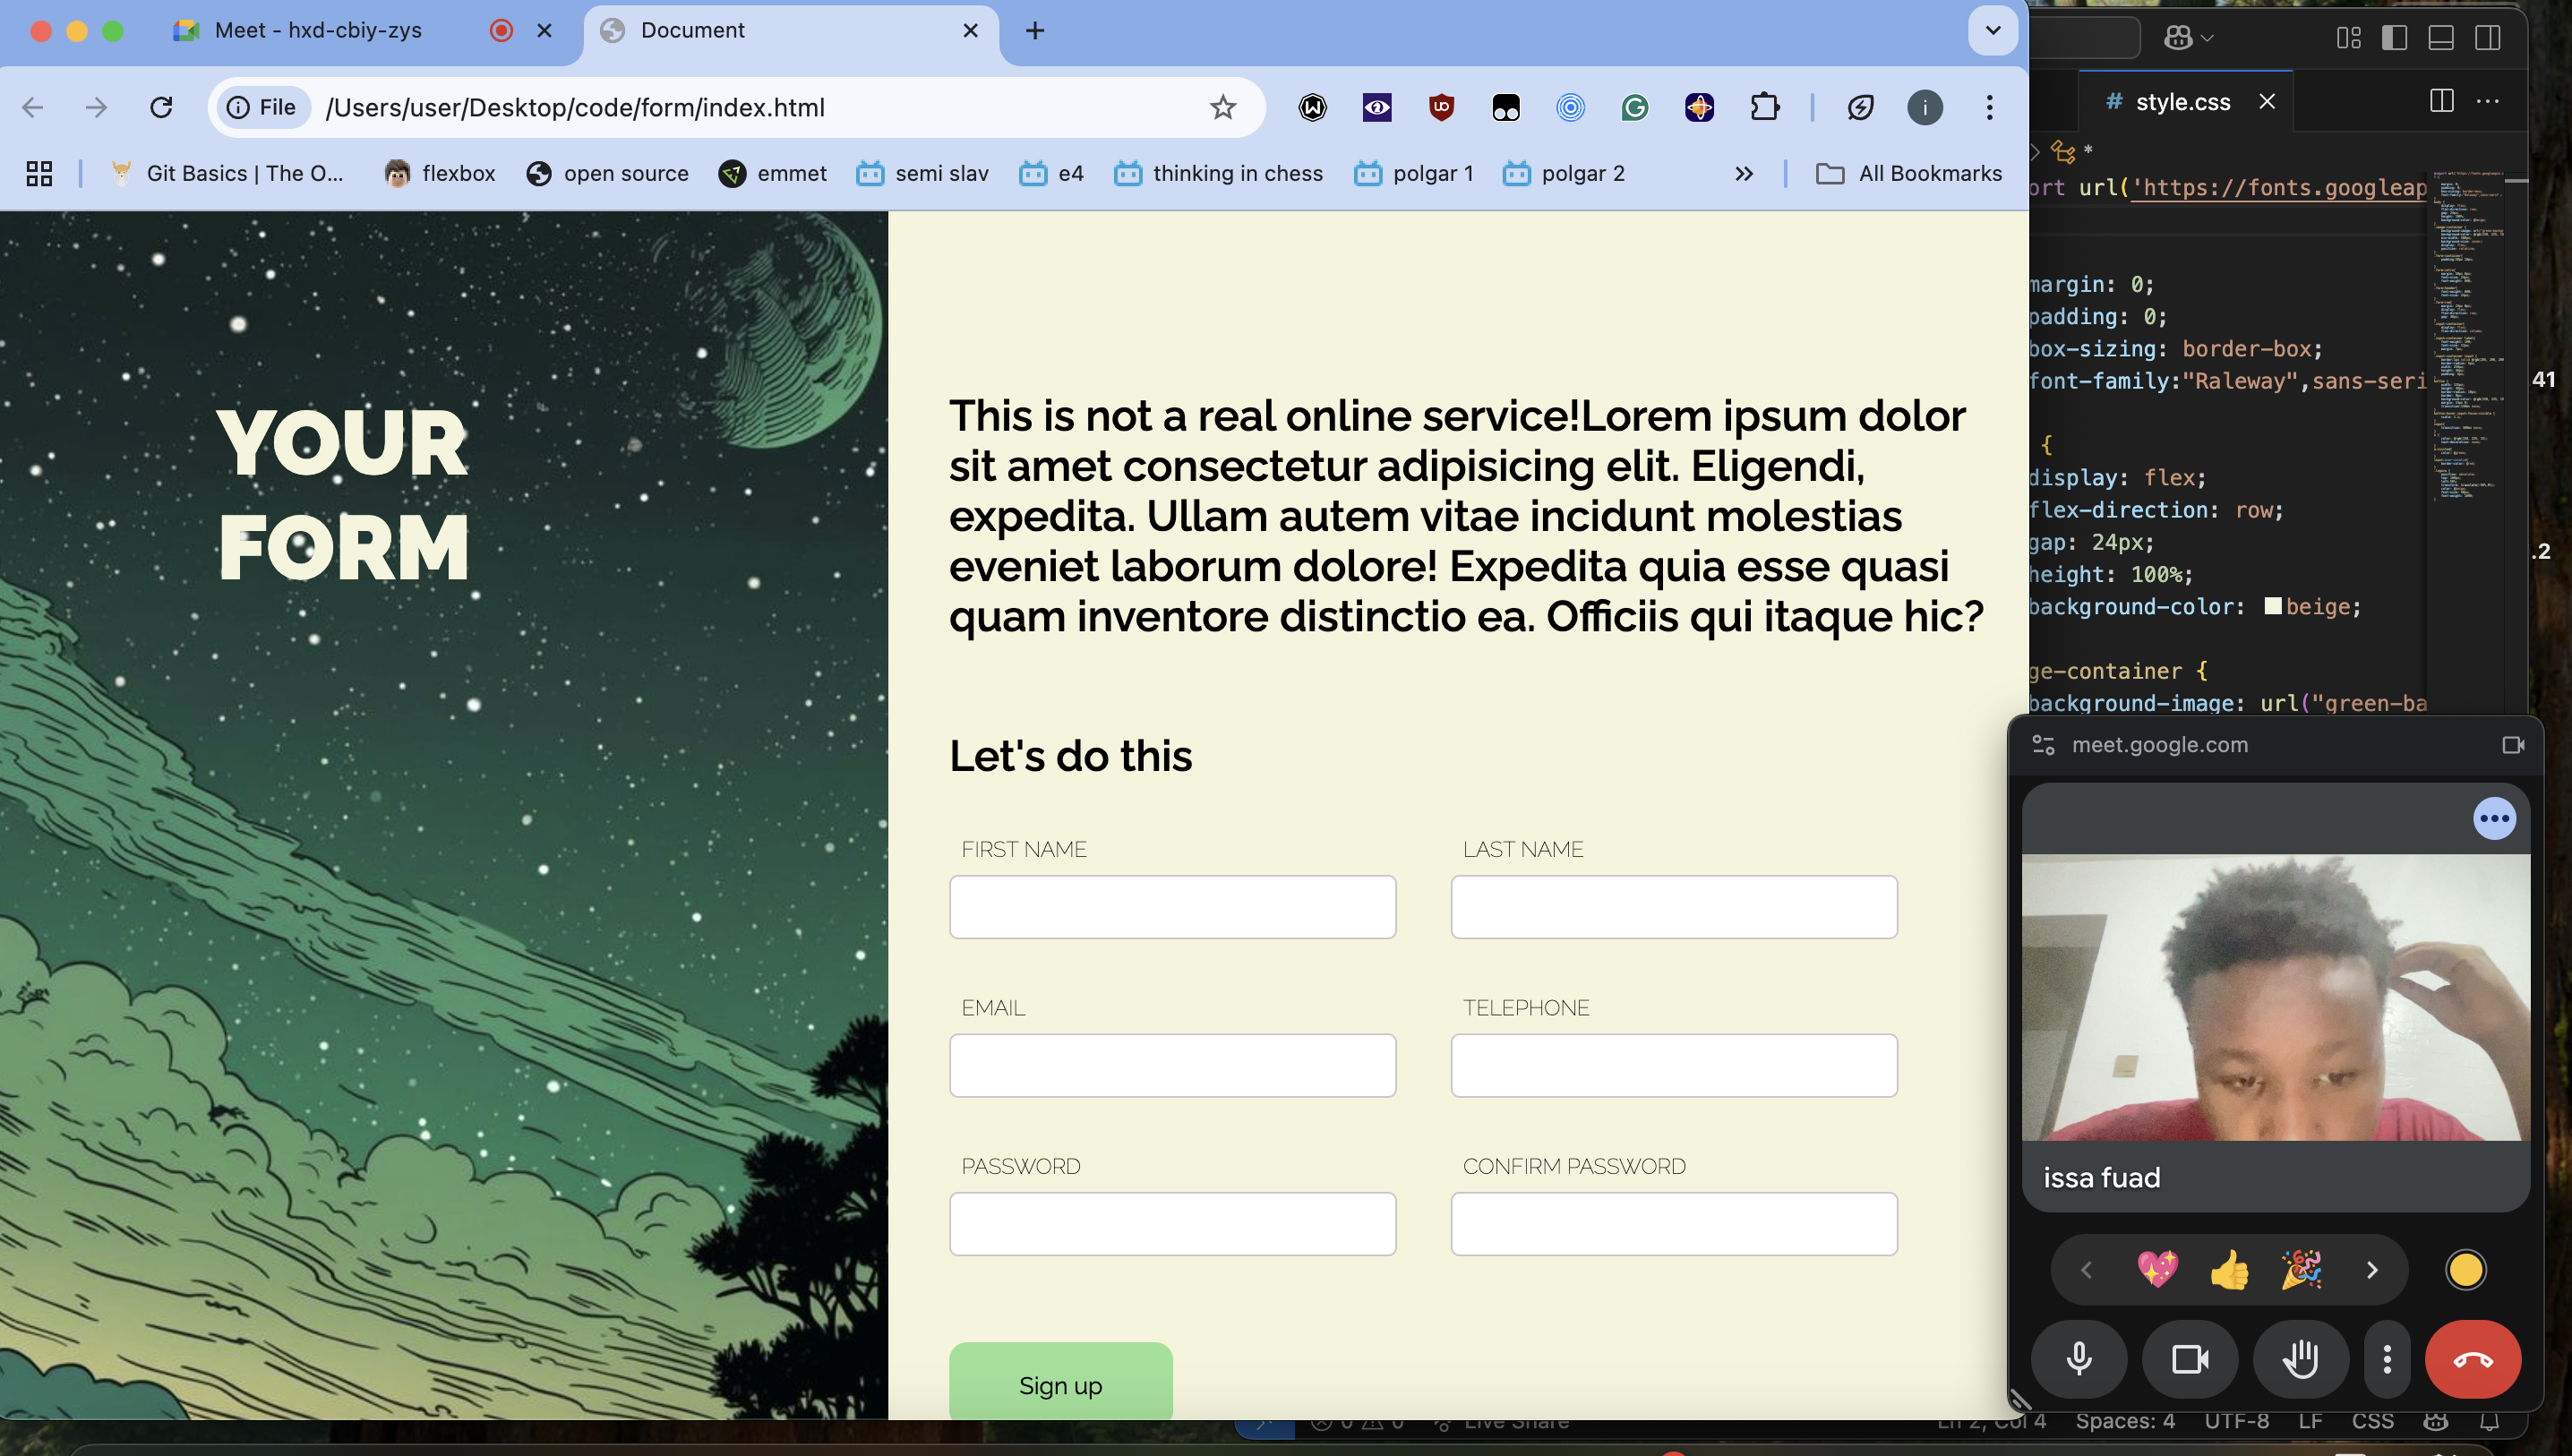 Meet - hxd-cbiy-zys
Document
File
/Users/user/Desktop/code/form/index.html
Git Basics | The O...
flexbox
open source
emmet
semi slav
e4
thinking in chess
polgar 1
polgar 2
All Bookmarks
YOUR
FORM
This is not a real online service!Lorem ipsum dolor
sit amet consectetur adipisicing elit. Eligendi,
expedita. Ullam autem vitae incidunt molestias
eveniet laborum dolore! Expedita quia esse quasi
quam inventore distinctio ea. Officiis qui itaque hic?
Let's do this
FIRST NAME
LAST NAME
EMAIL
TELEPHONE
PASSWORD
CONFIRM PASSWORD
Sign up
# style.css
*
ort url('https://fonts.googleap
margin: 0;
padding: 0;
box-sizing: border-box;
font-family:"Raleway",sans-seri
{
display: flex;
flex-direction: row;
gap: 24px;
height: 100%;
background-color: beige;
ge-container {
background-image: url("green-ba
41
.2
meet.google.com
issa fuad
0 0
Live Share
Ln 2, Col 4
Spaces: 4
UTF-8
LF
CSS